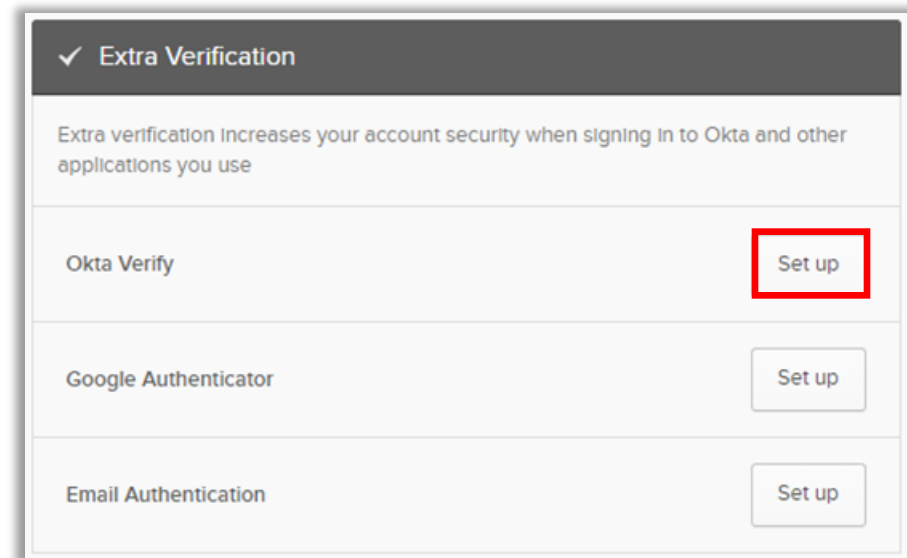 Extra Verification
Extra verification increases your account security when signing in to Okta and other
applications you use
Okta Verify
Set up
Google Authenticator
Set up
Email Authentication
Set up